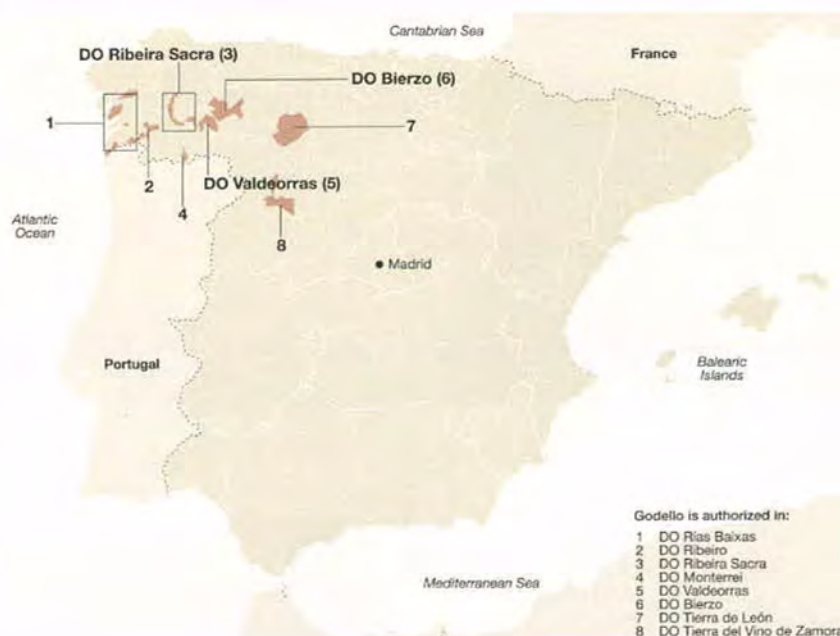 Cantabrian Sea
DO Ribeira Sacra (3)
France
DO Bierzo (6)
1
7
2
DO Valdeorras (5)
4
Atlantic
Ocean
8
Madrid
Portugal
Balearic
Islands
Godello is authorized in:
1 DO Rías Baixas
2 DO Ribeiro
3 DO Ribeira Sacra
4 DO Monterrei
5 DO Valdeorras
6 DO Bierzo
7 DO Tierra de León
8 DO Tierra del Vino de Zamora
Mediterranean Sea